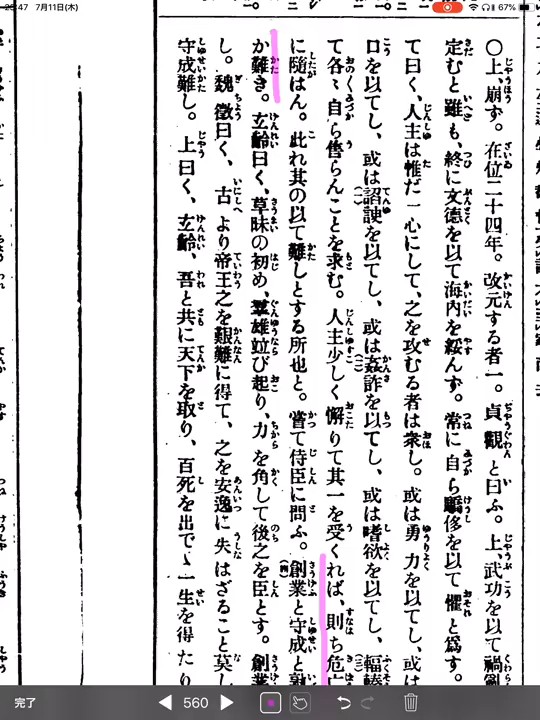 20:47 7月11日(木)
67%
○上、崩ず。在位二十四年。改元する者一。貞觀と曰ふ。上、武功を以て禍亂
定むと雖も、終に文德を以て海內を綏んず。常に自ら驕侈を以て懼と爲す。
て曰く、人主は惟だ一心にして、之を攻むる者は衆し。或は勇力を以てし、或は
口を以てし、或は諂諛を以てし、或は姦詐を以てし、或は嗜欲を以てし、輻輳
て各〻自ら售らんことを求む。人主少しく懈りて其一を受くれば、則ち危亡
に隨はん。此れ其の以て難しとする所也と。嘗て侍臣に問ふ。創業と守成と孰
か難き。玄齡曰く、草昧の初め、羣雄竝び起り、力を角して後之を臣とす。創業
し。魏徵曰く、古より帝王之を艱難に得て、之を安逸に失はざること莫し
守成難し。上曰く、玄齡、吾と共に天下を取り、百死を出でゝ一生を得たり
完了
560